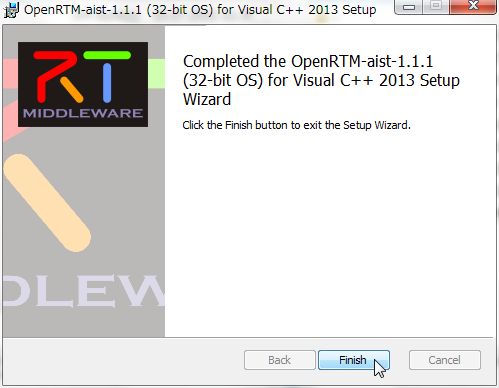 OpenRTM-aist-1.1.1 (32-bit OS) for Visual C++ 2013 Setup
RT
MIDDLEWARE
Completed the OpenRTM-aist-1.1.1
(32-bit OS) for Visual C++ 2013 Setup
Wizard
Click the Finish button to exit the Setup Wizard.
DLEW
Back
Finish
Cancel